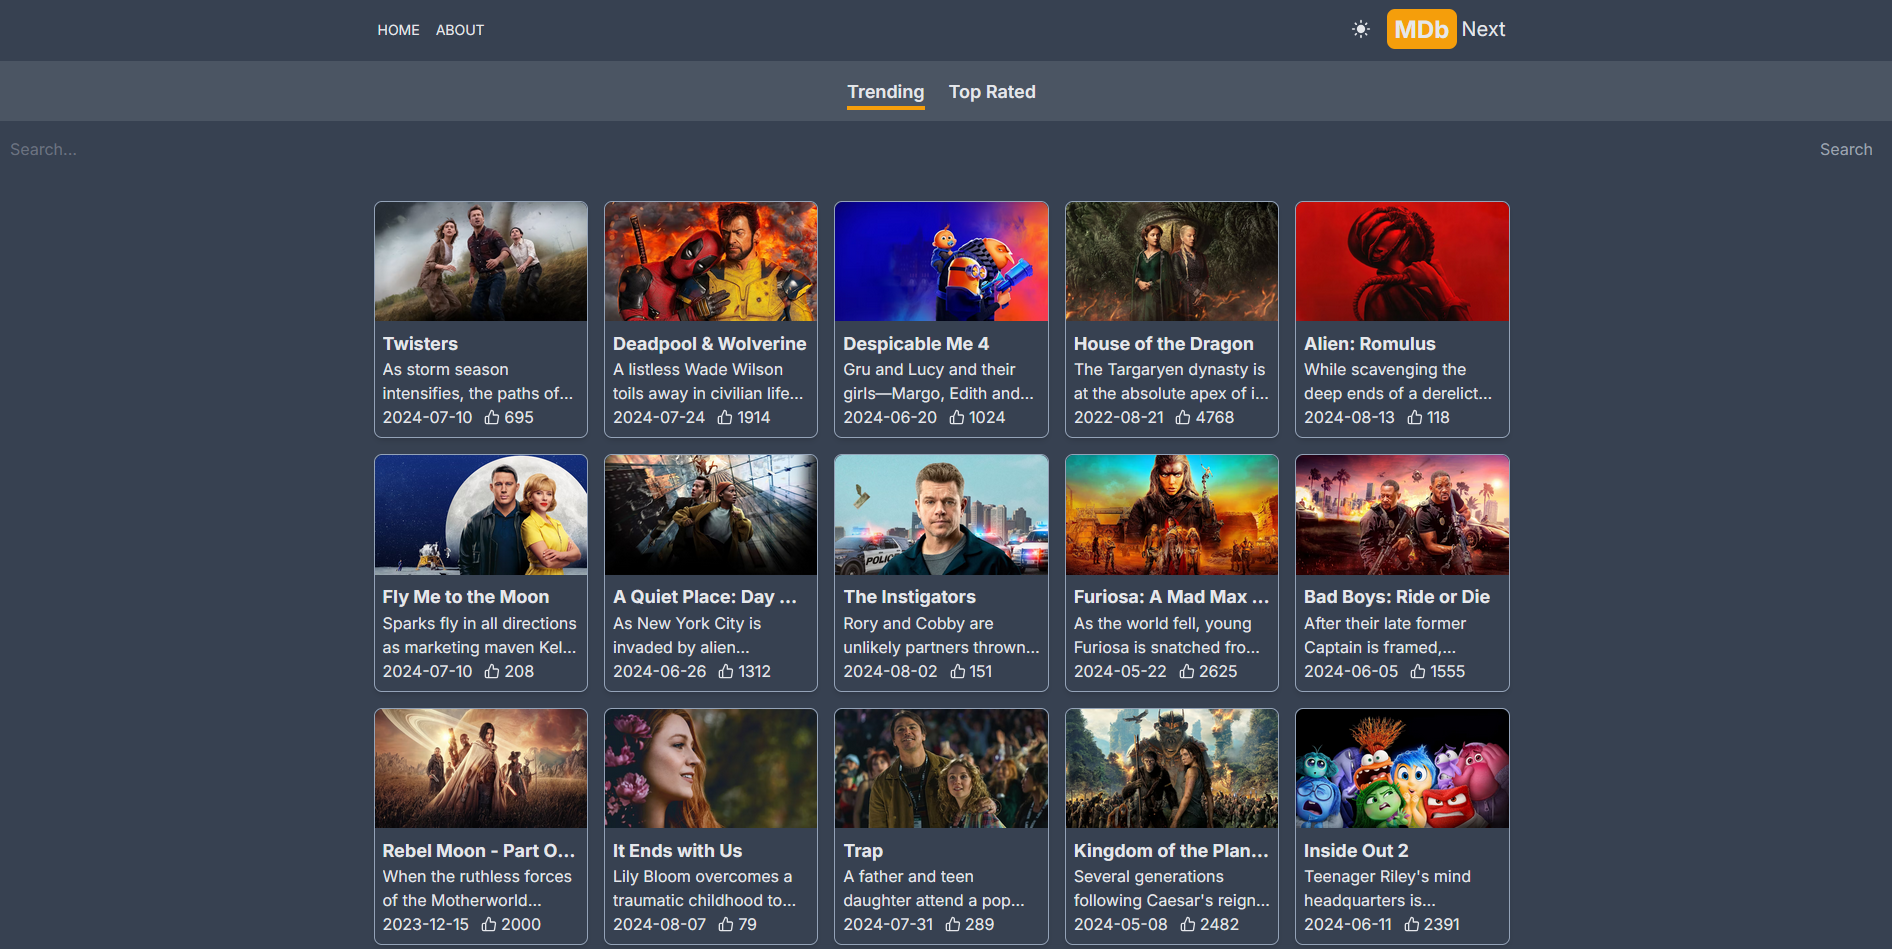 HOME ABOUT MDb Next
Trending Top Rated
Search... Search
Twisters
As storm season
intensifies, the paths of...
2024-07-10 695
Deadpool & Wolverine
A listless Wade Wilson
toils away in civilian life...
2024-07-24 1914
Despicable Me 4
Gru and Lucy and their
girls—Margo, Edith and...
2024-06-20 1024
House of the Dragon
The Targaryen dynasty is
at the absolute apex of i...
2022-08-21 4768
Alien: Romulus
While scavenging the
deep ends of a derelict...
2024-08-13 118
Fly Me to the Moon
Sparks fly in all directions
as marketing maven Kel...
2024-07-10 208
A Quiet Place: Day ...
As New York City is
invaded by alien...
2024-06-26 1312
POLIC
The Instigators
Rory and Cobby are
unlikely partners thrown...
2024-08-02 151
Furiosa: A Mad Max ...
As the world fell, young
Furiosa is snatched fro...
2024-05-22 2625
Bad Boys: Ride or Die
After their late former
Captain is framed,...
2024-06-05 1555
Rebel Moon - Part O...
When the ruthless forces
of the Motherworld...
2023-12-15 2000
It Ends with Us
Lily Bloom overcomes a
traumatic childhood to...
2024-08-07 79
Trap
A father and teen
daughter attend a pop...
2024-07-31 289
Kingdom of the Plan...
Several generations
following Caesar's reign...
2024-05-08 2482
Inside Out 2
Teenager Riley's mind
headquarters is...
2024-06-11 2391